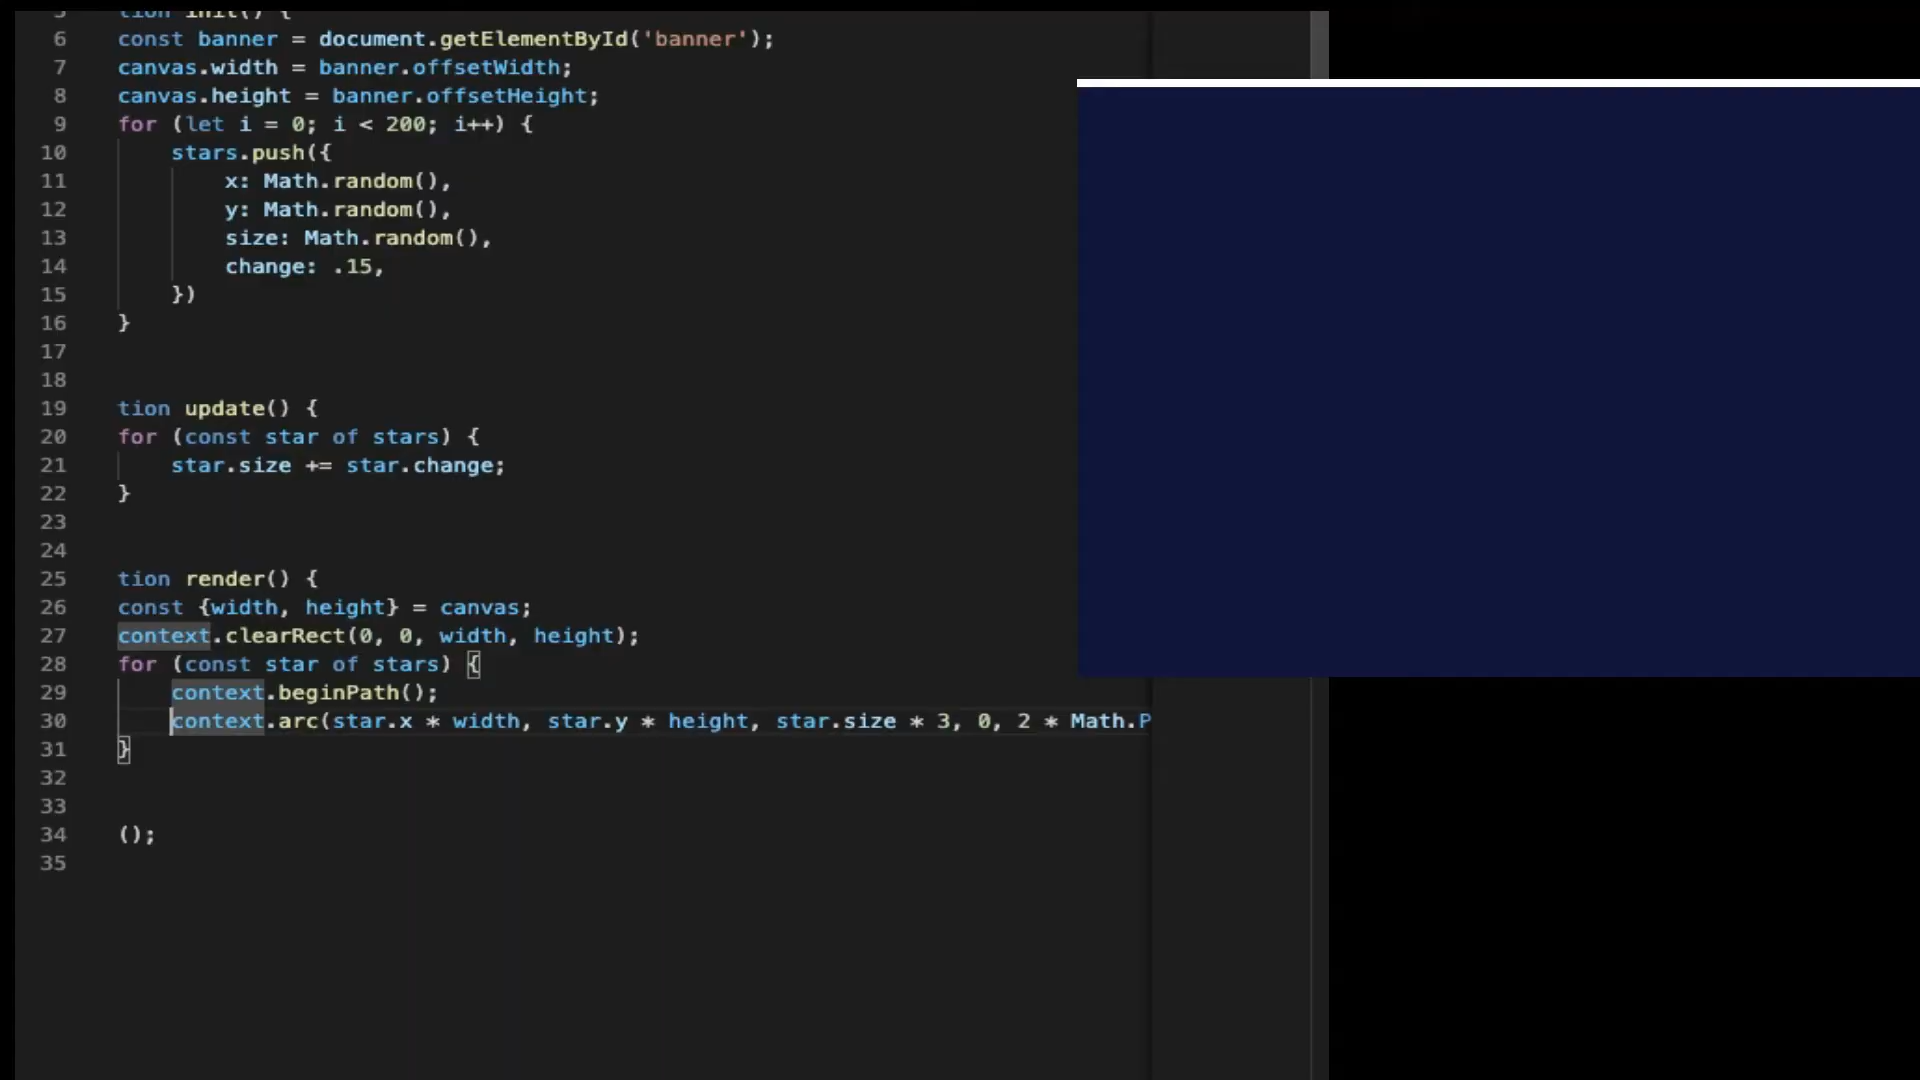 5 tion init() {
6 const banner = document.getElementById('banner');
7 canvas.width = banner.offsetWidth;
8 canvas.height = banner.offsetHeight;
9 for (let i = 0; i < 200; i++) {
10 stars.push({
11 x: Math.random(),
12 y: Math.random(),
13 size: Math.random(),
14 change: .15,
15 })
16 }
17
18
19 tion update() {
20 for (const star of stars) {
21 star.size += star.change;
22 }
23
24
25 tion render() {
26 const {width, height} = canvas;
27 context.clearRect(0, 0, width, height);
28 for (const star of stars) {
29 context.beginPath();
30 context.arc(star.x * width, star.y * height, star.size * 3, 0, 2 * Math.P
31 }
32
33
34 ();
35